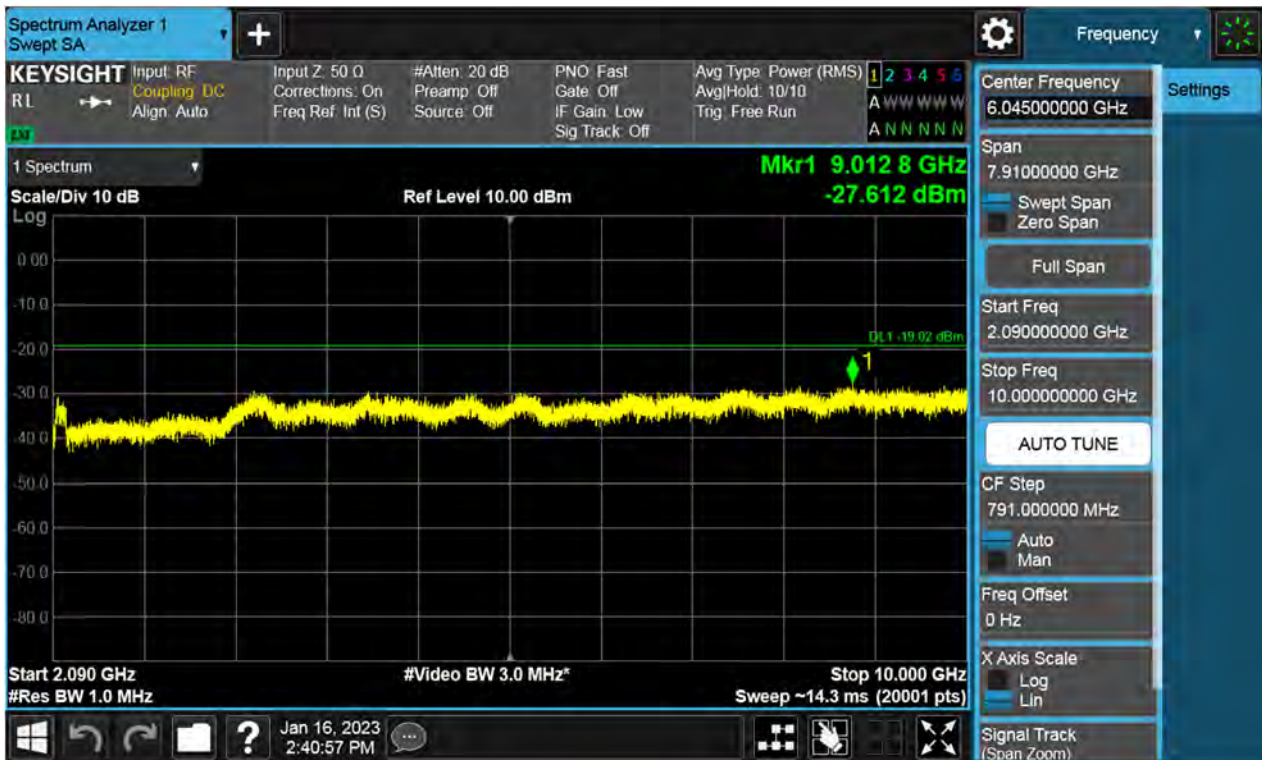 Spectrum Analyzer 1
Swept SA
+
Frequency
KEYSIGHT
RL
EXT
Input: RF
Coupling: DC
Align: Auto
Input Z: 50 Ω
Corrections: On
Freq Ref: Int (S)
#Atten: 20 dB
Preamp: Off
Source: Off
PNO: Fast
Gate: Off
IF Gain: Low
Sig Track: Off
Avg Type: Power (RMS)
Avg|Hold: 10/10
Trig: Free Run
1 2 3 4 5 6
A W W W W W
A N N N N N
1 Spectrum
Scale/Div 10 dB
Log
Ref Level 10.00 dBm
Mkr1 9.012 8 GHz
-27.612 dBm
0.00
-10.0
-20.0
-30.0
-40.0
-50.0
-60.0
-70.0
-80.0
DL1 -19.02 dBm
1
Start 2.090 GHz
#Res BW 1.0 MHz
#Video BW 3.0 MHz*
Stop 10.000 GHz
Sweep ~14.3 ms (20001 pts)
Center Frequency
6.045000000 GHz
Settings
Span
7.91000000 GHz
Swept Span
Zero Span
Full Span
Start Freq
2.090000000 GHz
Stop Freq
10.000000000 GHz
AUTO TUNE
CF Step
791.000000 MHz
Auto
Man
Freq Offset
0 Hz
X Axis Scale
Log
Lin
Signal Track
(Span Zoom)
?
Jan 16, 2023
2:40:57 PM